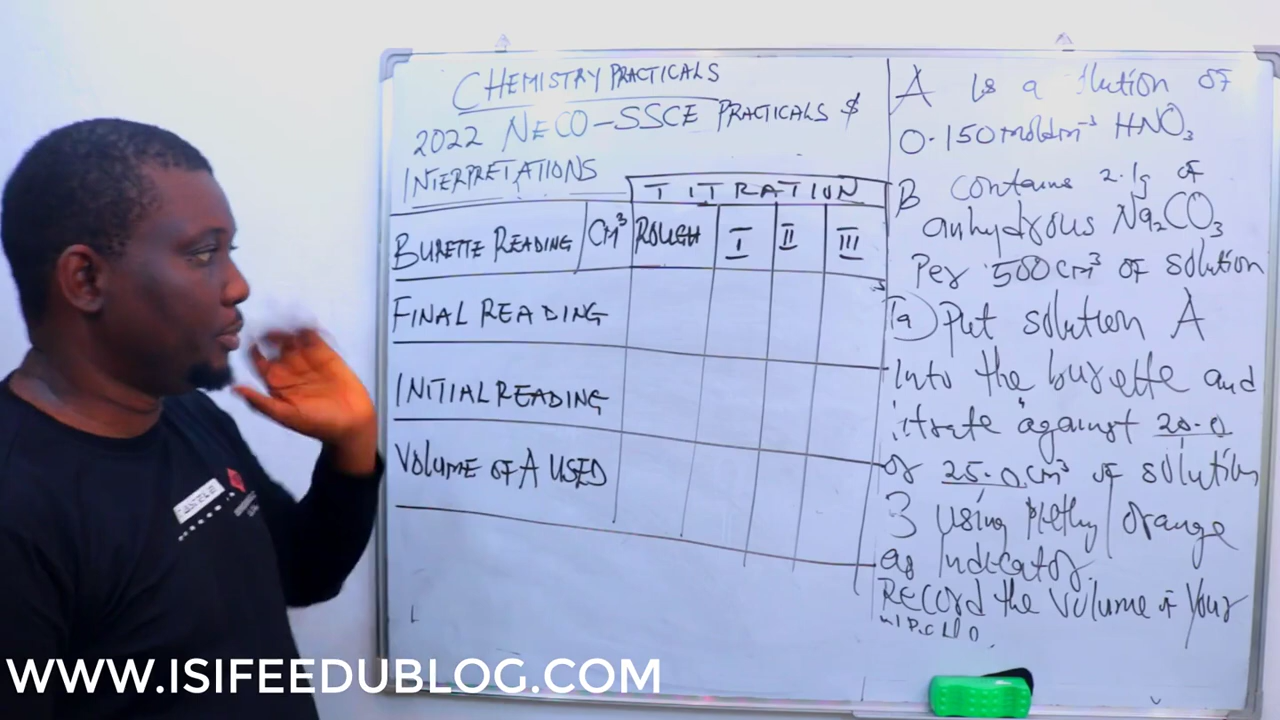 CHEMISTRY PRACTICALS
2022 NECO-SSCE PRACTICALS $
INTERPRETATIONS
TITRATION
BURETTE READING CM³ ROUGH I II III
FINAL READING
INITIAL READING
VOLUME OF A USED
A is a lution of
0.150moldm⁻³ HNO₃
B contains 2.1g of
anhydrous Na₂CO₃
Per 500cm³ of solution
1a) Put solution A
Into the burette and
titrate against 20.0
or 25.0cm³ of solution
B using Methyl orange
as Indicator.
Record the volume of your
WWW.ISIFEEDUBLOG.COM